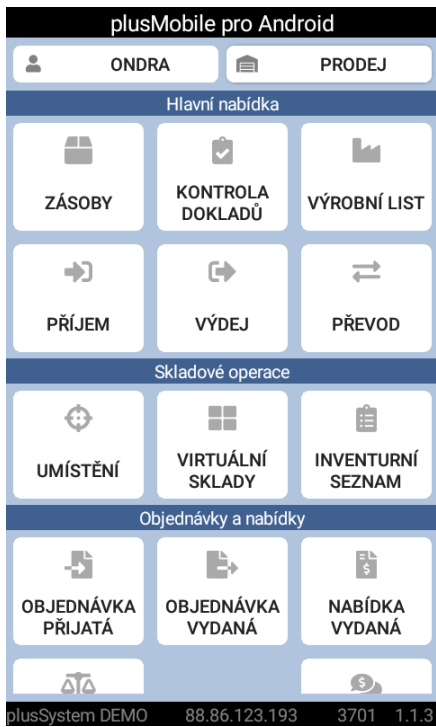 plusMobile pro Android
ONDRA PRODEJ
Hlavní nabídka
ZÁSOBY
KONTROLA
DOKLADŮ
VÝROBNÍ LIST
PŘÍJEM
VÝDEJ
PŘEVOD
Skladové operace
UMÍSTĚNÍ
VIRTUÁLNÍ
SKLADY
INVENTURNÍ
SEZNAM
Objednávky a nabídky
OBJEDNÁVKA
PŘIJATÁ
OBJEDNÁVKA
VYDANÁ
NABÍDKA
VYDANÁ
plusSystem DEMO 88.86.123.193 3701 1.1.3